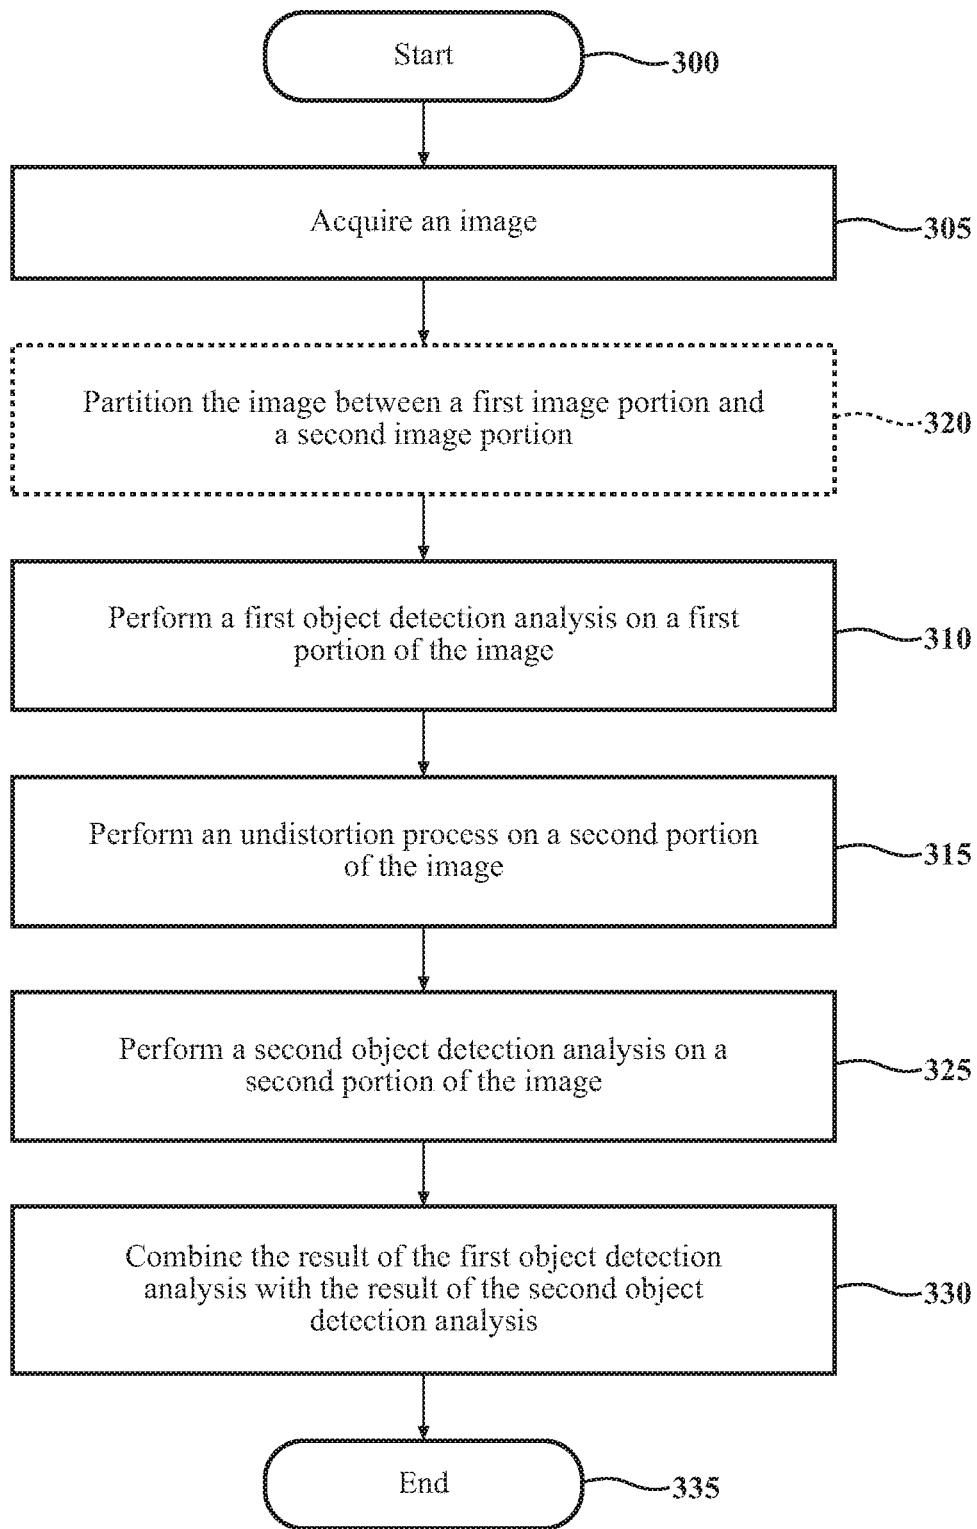 Start
300
Acquire an image
305
Partition the image between a first image portion and
a second image portion
320
Perform a first object detection analysis on a first
portion of the image
310
Perform an undistortion process on a second portion
of the image
315
Perform a second object detection analysis on a
second portion of the image
325
Combine the result of the first object detection
analysis with the result of the second object
detection analysis
330
End
335